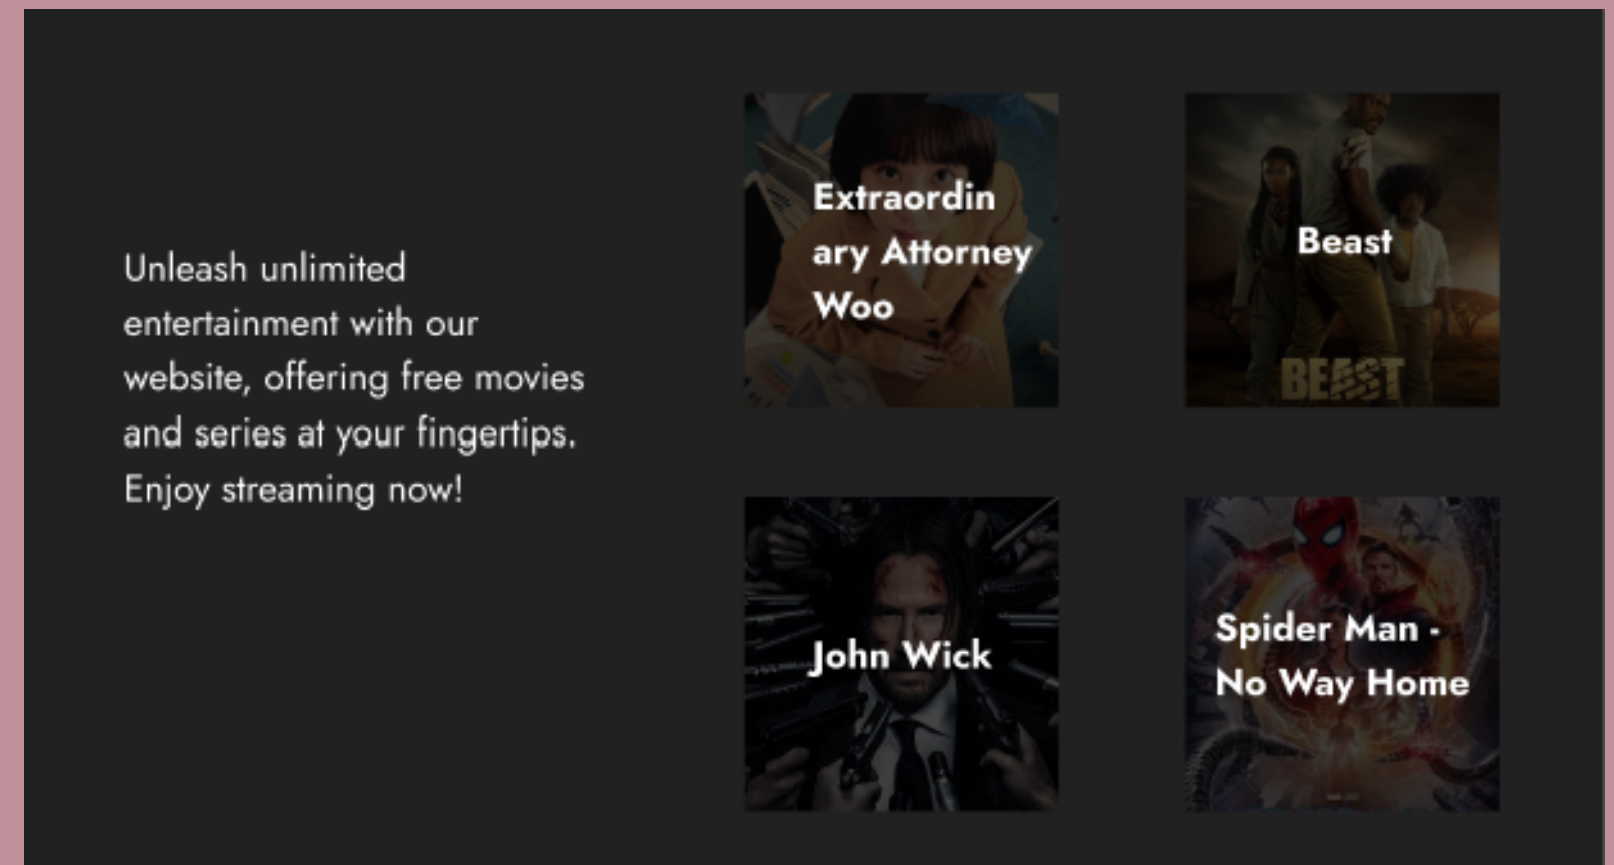 Unleash unlimited
entertainment with our
website, offering free movies
and series at your fingertips.
Enjoy streaming now!
Extraordin
ary Attorney
Woo
Beast
BEAST
John Wick
Spider Man -
No Way Home